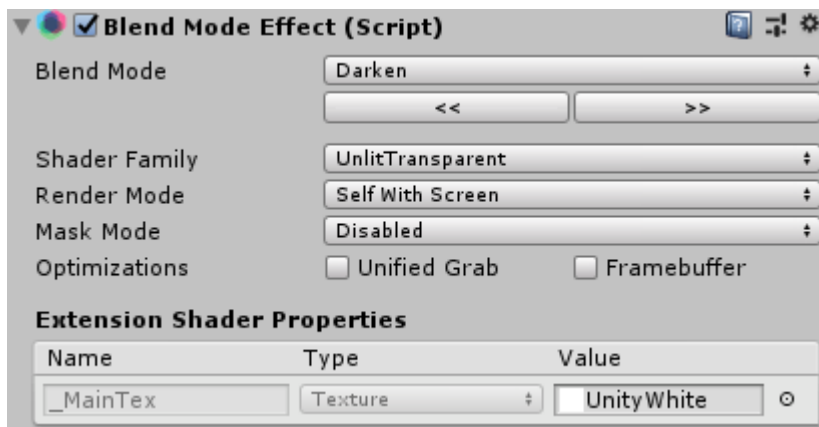 Blend Mode Effect (Script)
Blend Mode Darken
<< >>
Shader Family UnlitTransparent
Render Mode Self With Screen
Mask Mode Disabled
Optimizations Unified Grab Framebuffer
Extension Shader Properties
Name Type Value
_MainTex Texture UnityWhite